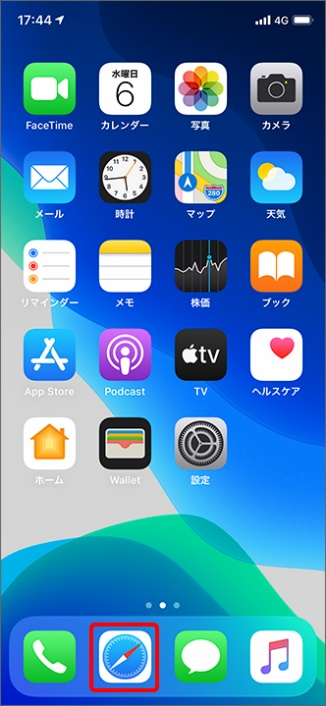 17:44 4G
水曜日
6
FaceTime カレンダー 写真 カメラ
280
メール 時計 マップ 天気
リマインダー メモ 株価 ブック
tv
App Store Podcast TV ヘルスケア
ホーム Wallet 設定